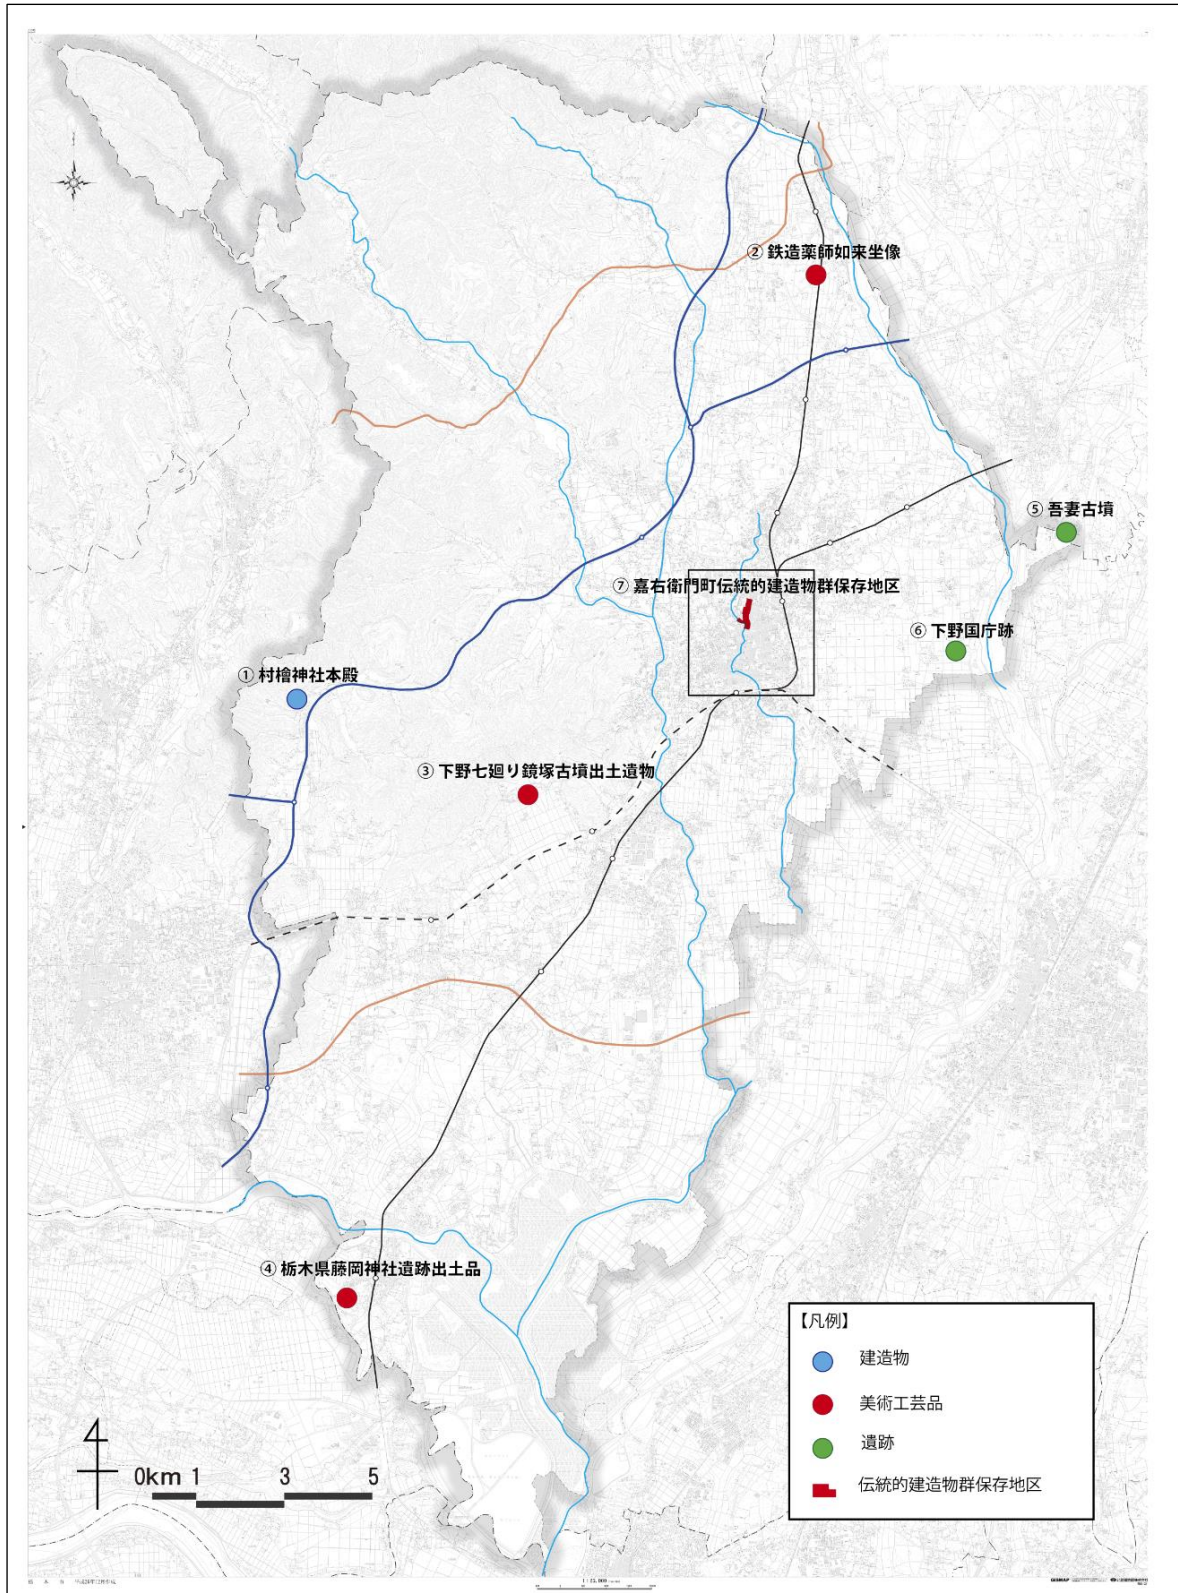 ② 鉄造薬師如来坐像
⑤ 吾妻古墳
⑦ 嘉右衛門町伝統的建造物群保存地区
⑥ 下野国庁跡
① 村檜神社本殿
③ 下野七廻り鏡塚古墳出土遺物
④ 栃木県藤岡神社遺跡出土品
【凡例】
建造物
美術工芸品
遺跡
伝統的建造物群保存地区
0km 1 3 5